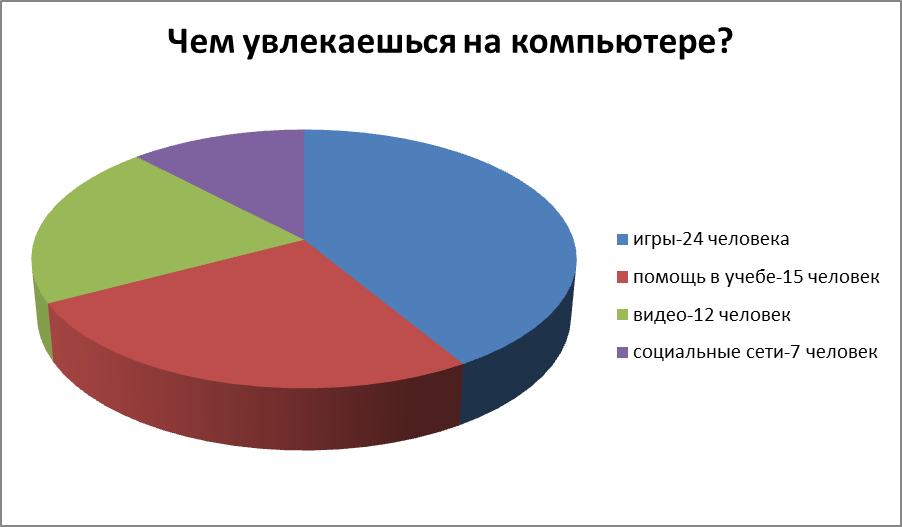 Чем увлекаешься на компьютере?
игры-24 человека
помощь в учебе-15 человек
видео-12 человек
социальные сети-7 человек